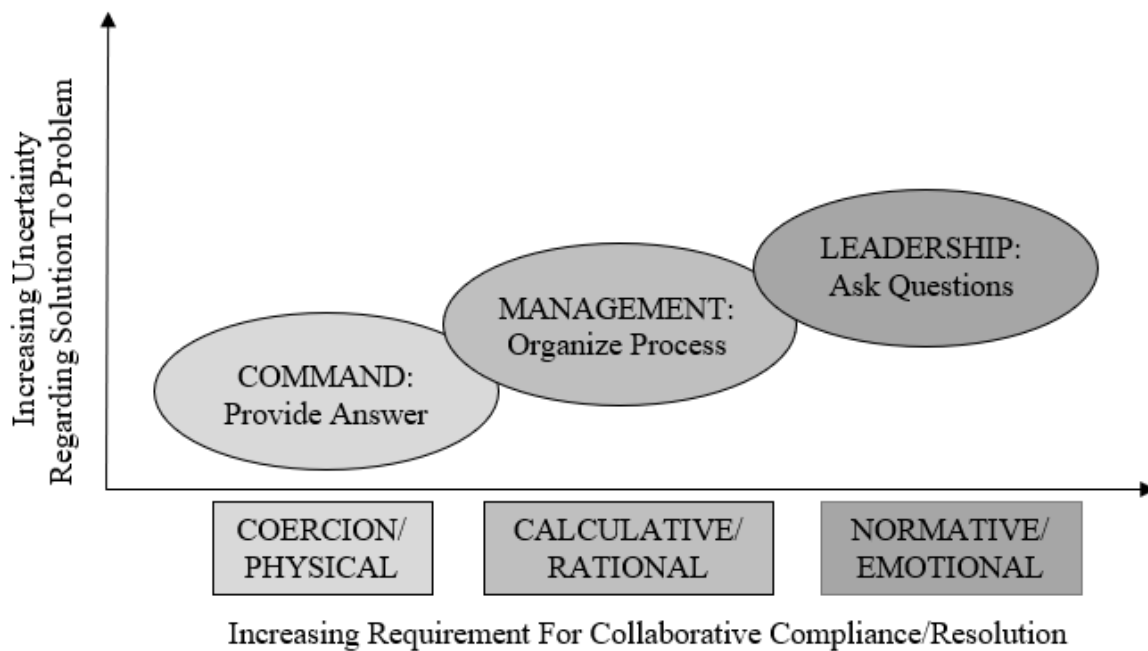 Increasing Uncertainty
Regarding Solution To Problem
COMMAND:
Provide Answer
MANAGEMENT:
Organize Process
LEADERSHIP:
Ask Questions
COERCION/
PHYSICAL
CALCULATIVE/
RATIONAL
NORMATIVE/
EMOTIONAL
Increasing Requirement For Collaborative Compliance/Resolution